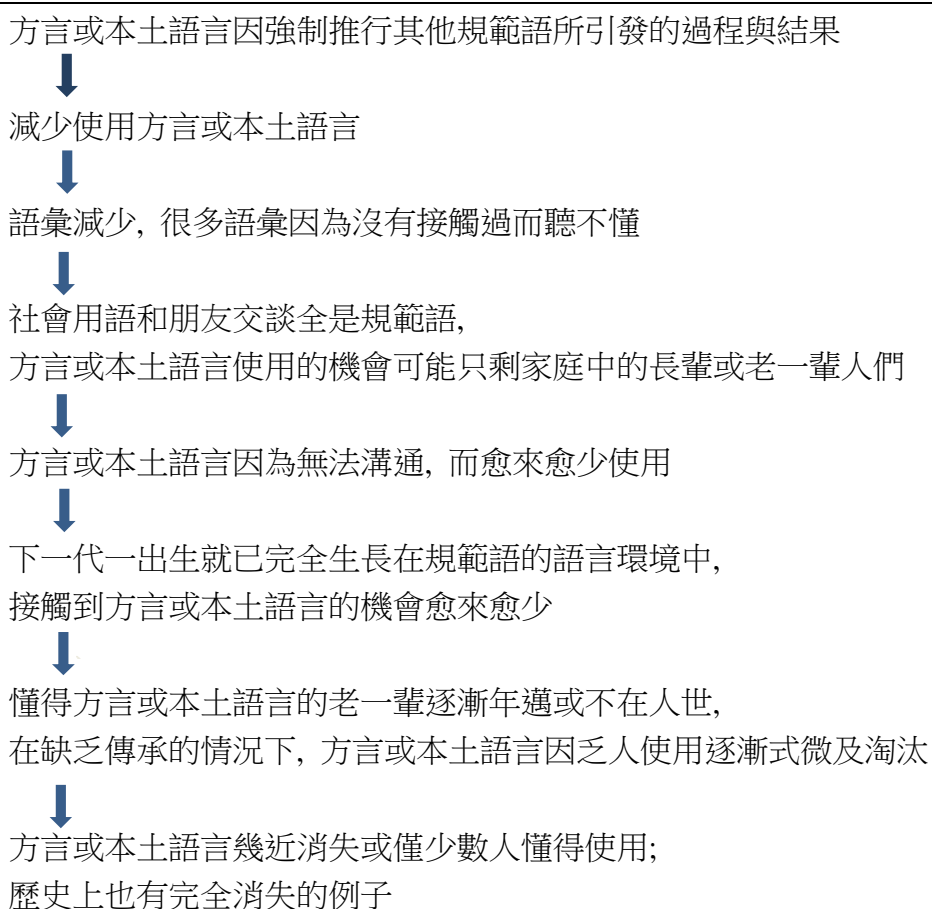 方言或本土語言因強制推行其他規範語所引發的過程與結果
減少使用方言或本土語言
語彙減少, 很多語彙因為沒有接觸過而聽不懂
社會用語和朋友交談全是規範語,
方言或本土語言使用的機會可能只剩家庭中的長輩或老一輩人們
方言或本土語言因為無法溝通, 而愈來愈少使用
下一代一出生就已完全生長在規範語的語言環境中,
接觸到方言或本土語言的機會愈來愈少
懂得方言或本土語言的老一輩逐漸年邁或不在人世,
在缺乏傳承的情況下, 方言或本土語言因乏人使用逐漸式微及淘汰
方言或本土語言幾近消失或僅少數人懂得使用;
歷史上也有完全消失的例子